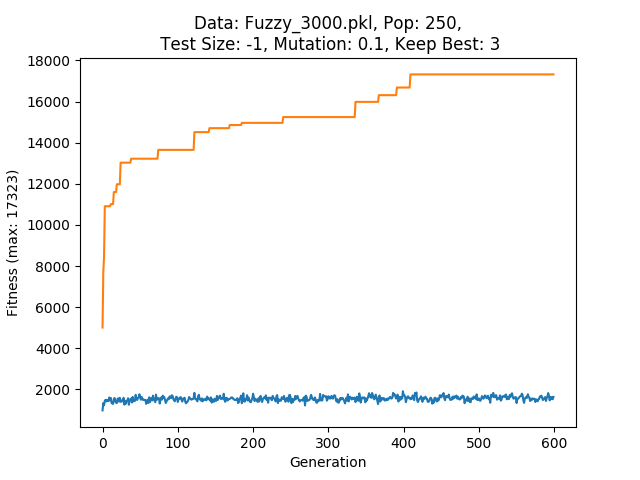 Data: Fuzzy_3000.pkl, Pop: 250,
Test Size: -1, Mutation: 0.1, Keep Best: 3
18000
16000
14000
12000
10000
8000
6000
4000
2000
Fitness (max: 17323)
0 100 200 300 400 500 600
Generation